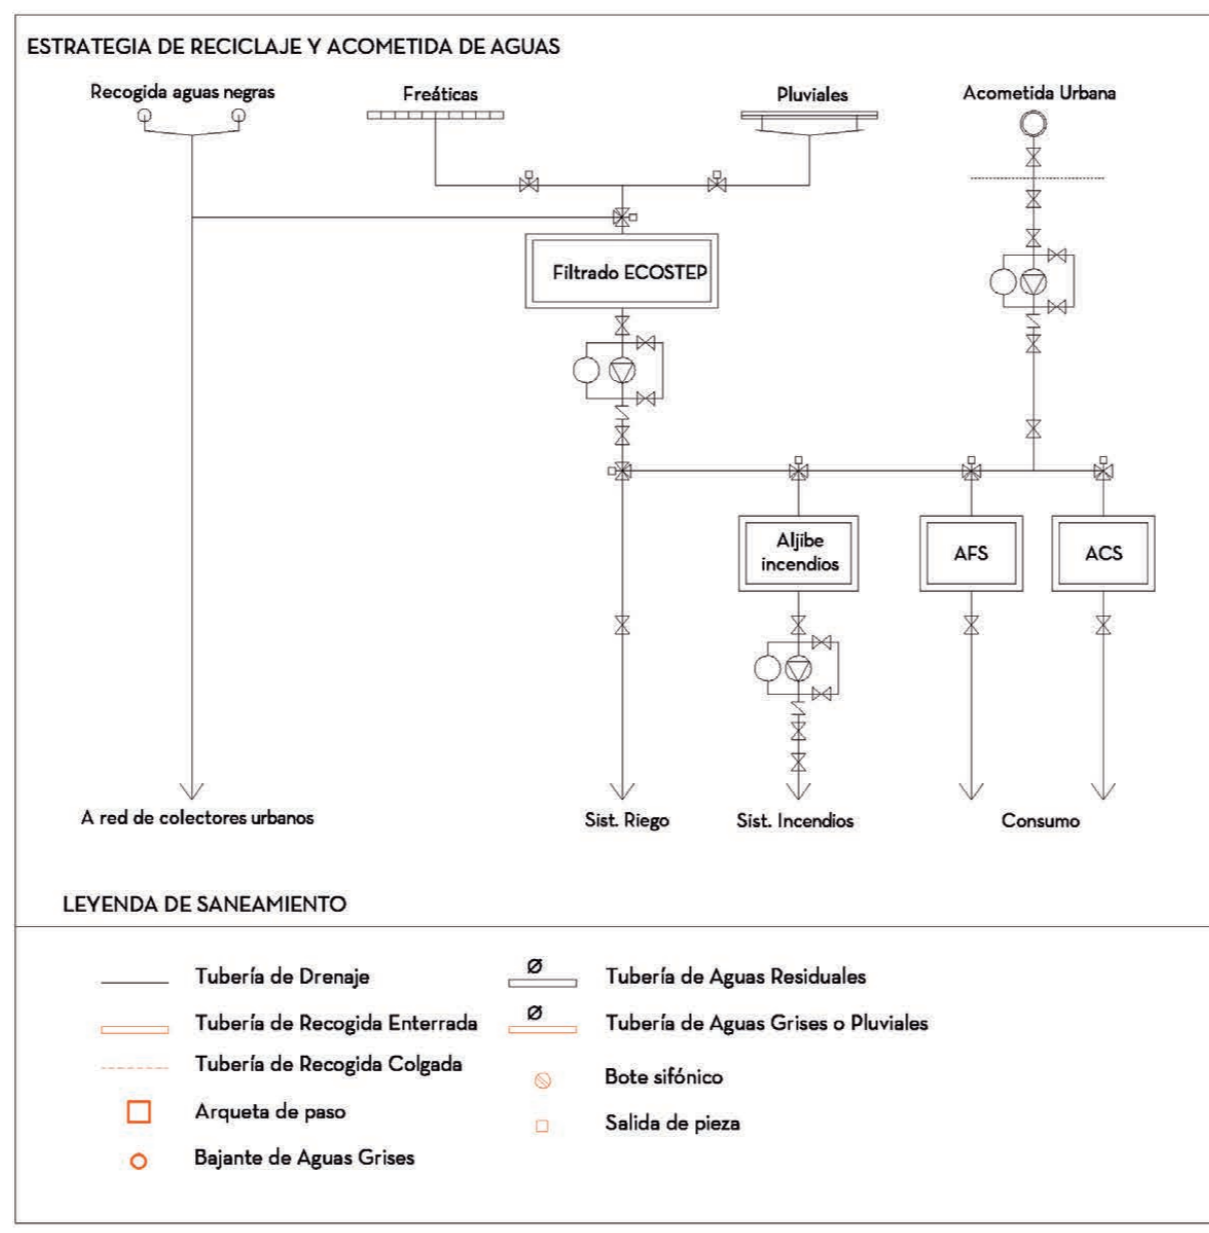 ESTRATEGIA DE RECICLAJE Y ACOMETIDA DE AGUAS
Recogida aguas negras
Freáticas
Pluviales
Acometida Urbana
Filtrado ECOSTEP
Aljibe
incendios
AFS
ACS
A red de colectores urbanos
Sist. Riego
Sist. Incendios
Consumo
LEYENDA DE SANEAMIENTO
Tubería de Drenaje
Tubería de Recogida Enterrada
Tubería de Recogida Colgada
Arqueta de paso
Bajante de Aguas Grises
Ø
Tubería de Aguas Residuales
Ø
Tubería de Aguas Grises o Pluviales
Bote sifónico
Salida de pieza